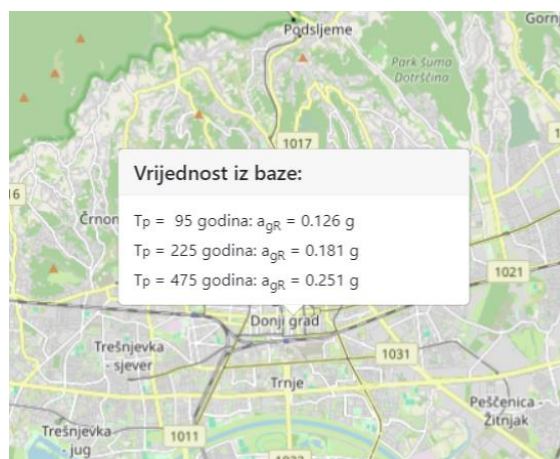 Podsljeme
Gornj
Park šuma
Dotrščina
1017
Vrijednost iz baze:
16
Črnom
Tp = 95 godina: agR = 0.126 g
Tp = 225 godina: agR = 0.181 g
Tp = 475 godina: agR = 0.251 g
1021
Donji grad
Trešnjevka
- sjever
1031
Trnje
Peščenica -
Žitnjak
Trešnjevka
- jug
1011